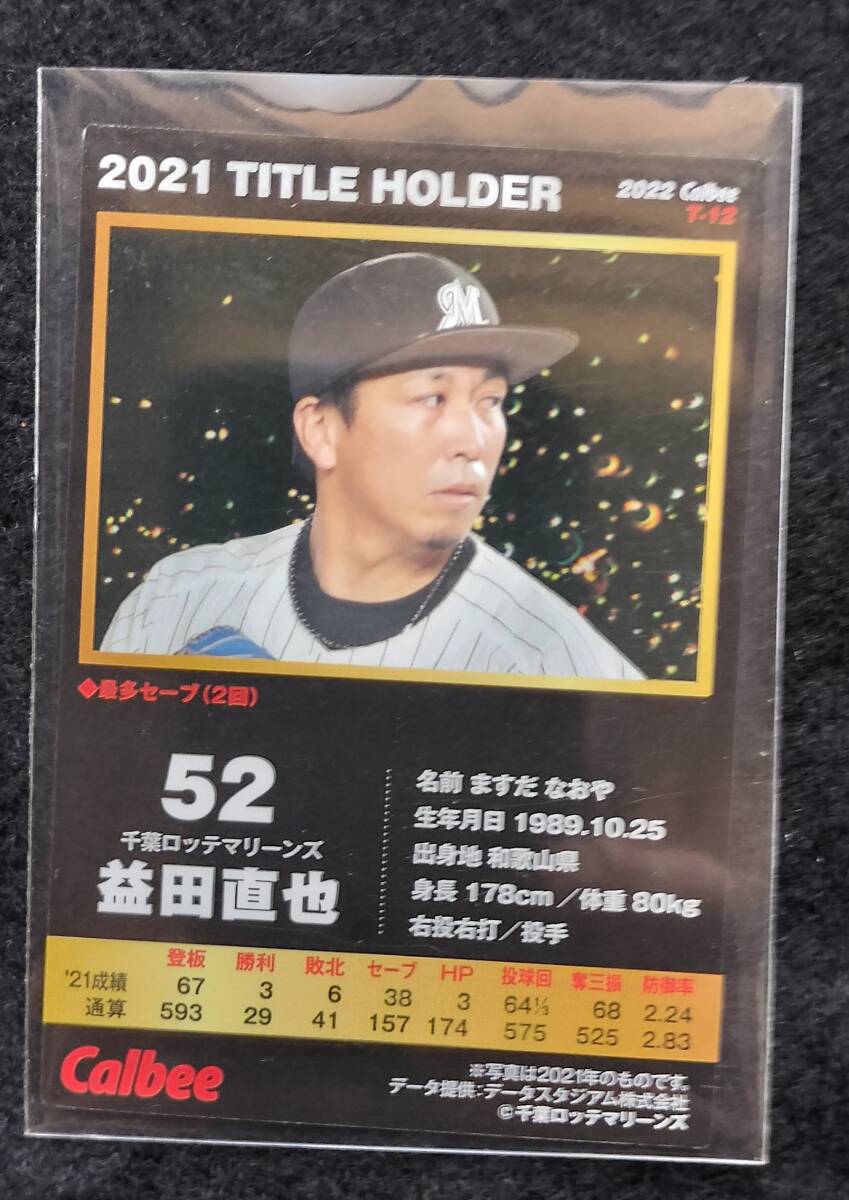 2021 TITLE HOLDER
2022 Calbee
T-12
M
◆最多セーブ(2回)
52
千葉ロッテマリーンズ
益田直也
名前 ますだ なおや
生年月日 1989.10.25
出身地 和歌山県
身長 178cm/体重 80kg
右投右打/投手
登板 勝利 敗北 セーブ HP 投球回 奪三振 防御率
'21成績 67 3 6 38 3 64⅓ 68 2.24
通算 593 29 41 157 174 575 525 2.83
Calbee
※写真は2021年のものです。
データ提供:データスタジアム株式会社
©千葉ロッテマリーンズ